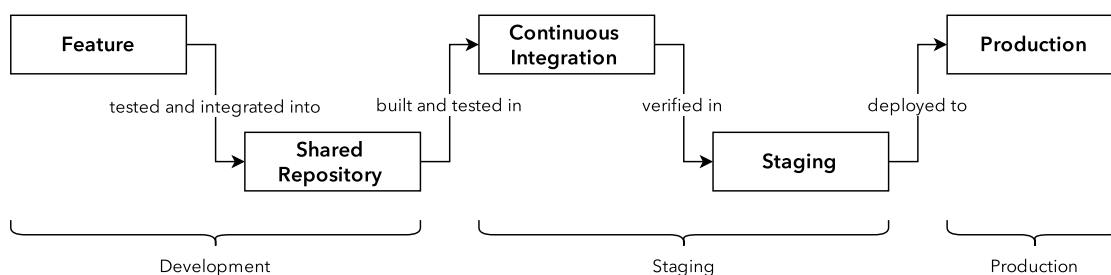 Feature
Continuous
Integration
Production
tested and integrated into
built and tested in
verified in
deployed to
Shared
Repository
Staging
Development
Staging
Production